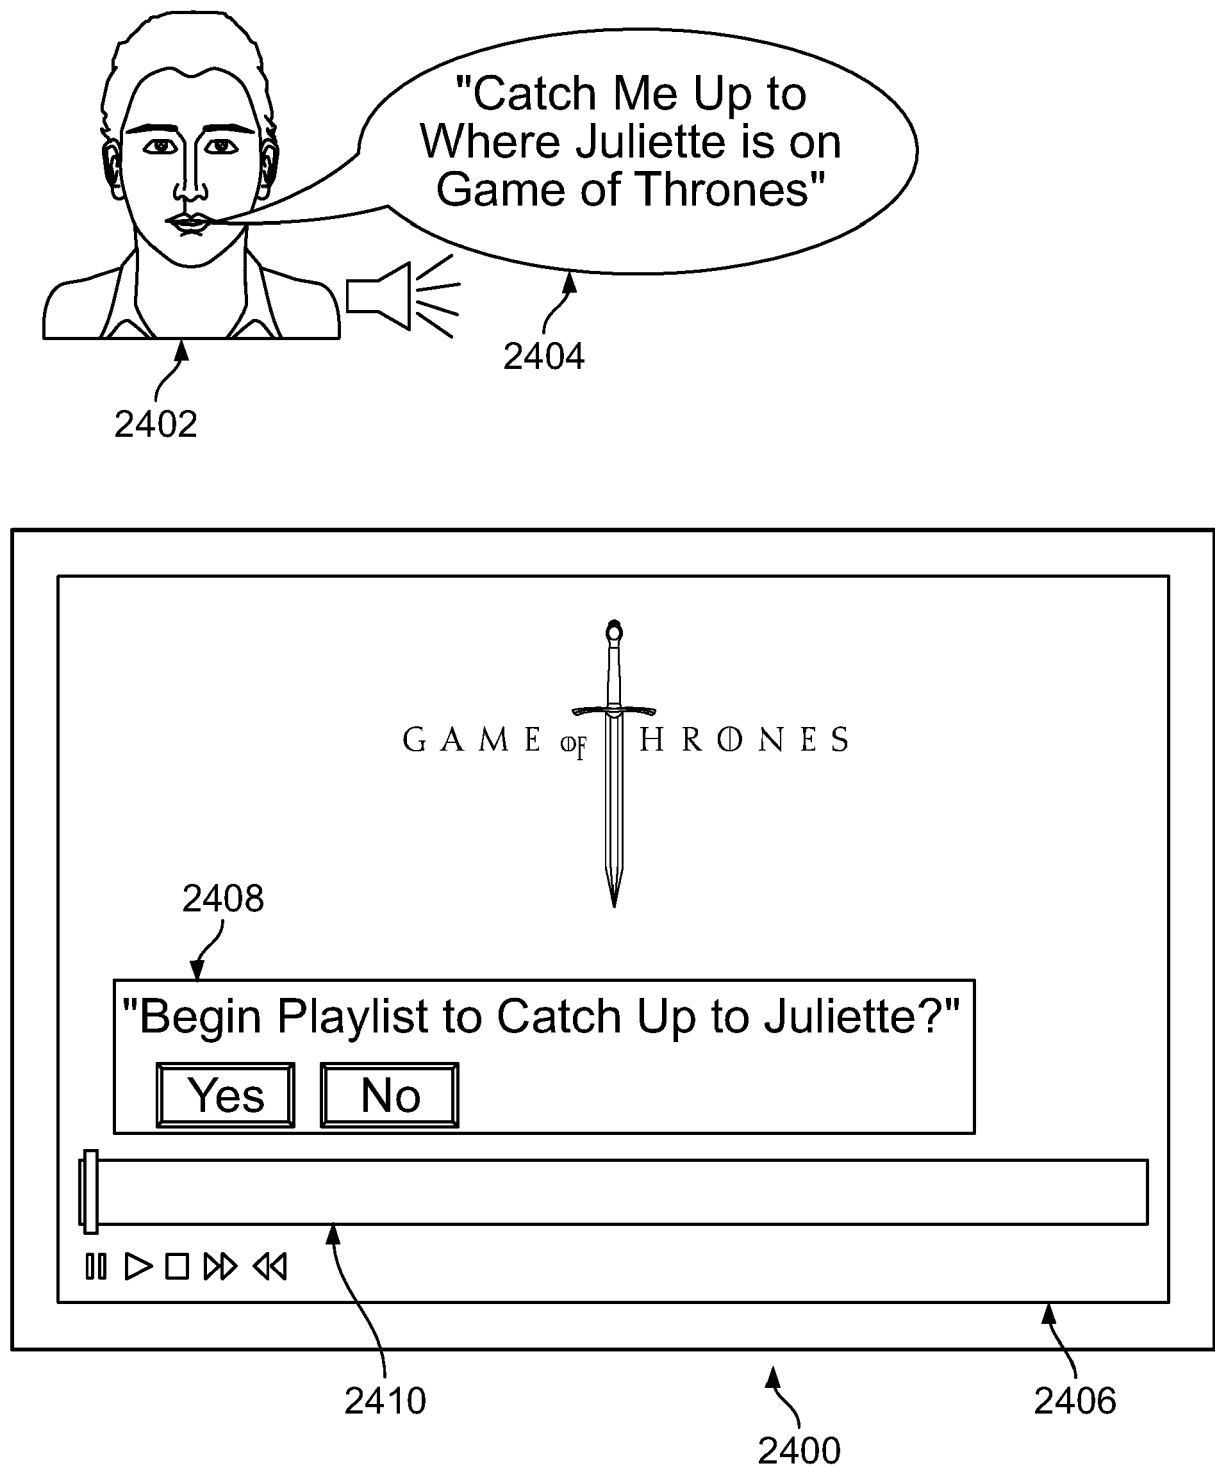 "Catch Me Up to
Where Juliette is on
Game of Thrones"
2404
2402
GAME OF THRONES
2408
"Begin Playlist to Catch Up to Juliette?"
Yes No
2410
2406
2400